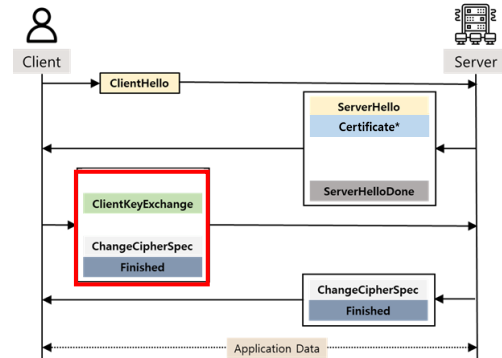 Client
Server
ClientHello
ServerHello
Certificate*
ServerHelloDone
ClientKeyExchange
ChangeCipherSpec
Finished
ChangeCipherSpec
Finished
Application Data